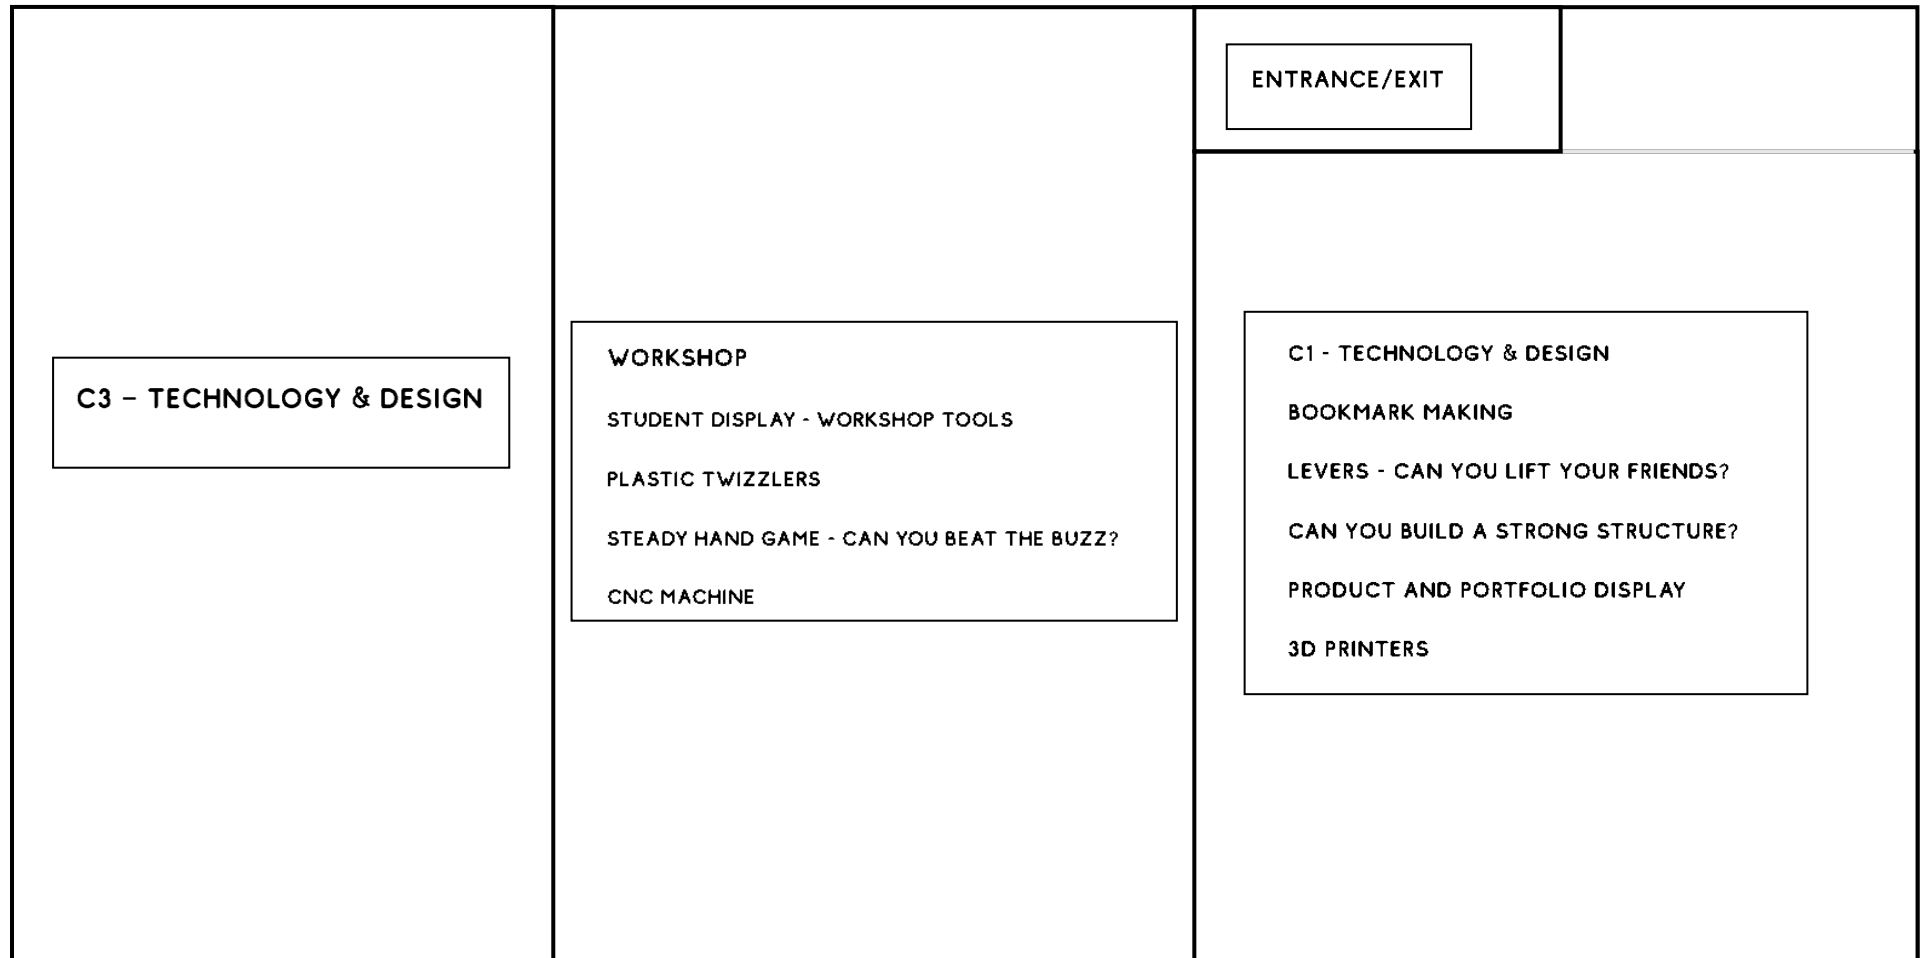 ENTRANCE/EXIT
C3 – TECHNOLOGY & DESIGN
WORKSHOP
STUDENT DISPLAY - WORKSHOP TOOLS
PLASTIC TWIZZLERS
STEADY HAND GAME - CAN YOU BEAT THE BUZZ?
CNC MACHINE
C1 - TECHNOLOGY & DESIGN
BOOKMARK MAKING
LEVERS - CAN YOU LIFT YOUR FRIENDS?
CAN YOU BUILD A STRONG STRUCTURE?
PRODUCT AND PORTFOLIO DISPLAY
3D PRINTERS